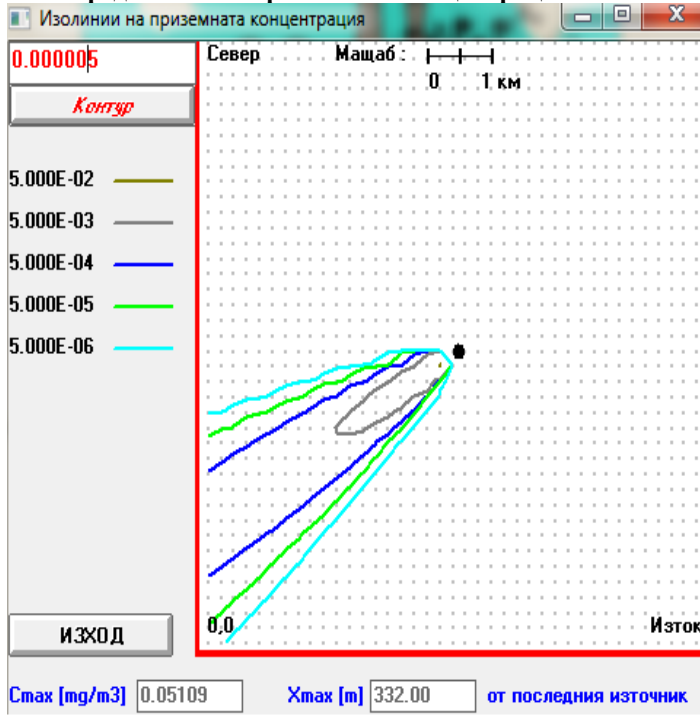 Изолинии на приземната концентрация
X
0.000005
Контур
Север
Мащаб :
0 1 км
5.000E-02
5.000E-03
5.000E-04
5.000E-05
5.000E-06
ИЗХОД
0,0
Изток
Cmax [mg/m3] 0.05109 Xmax [m] 332.00 от последния източник